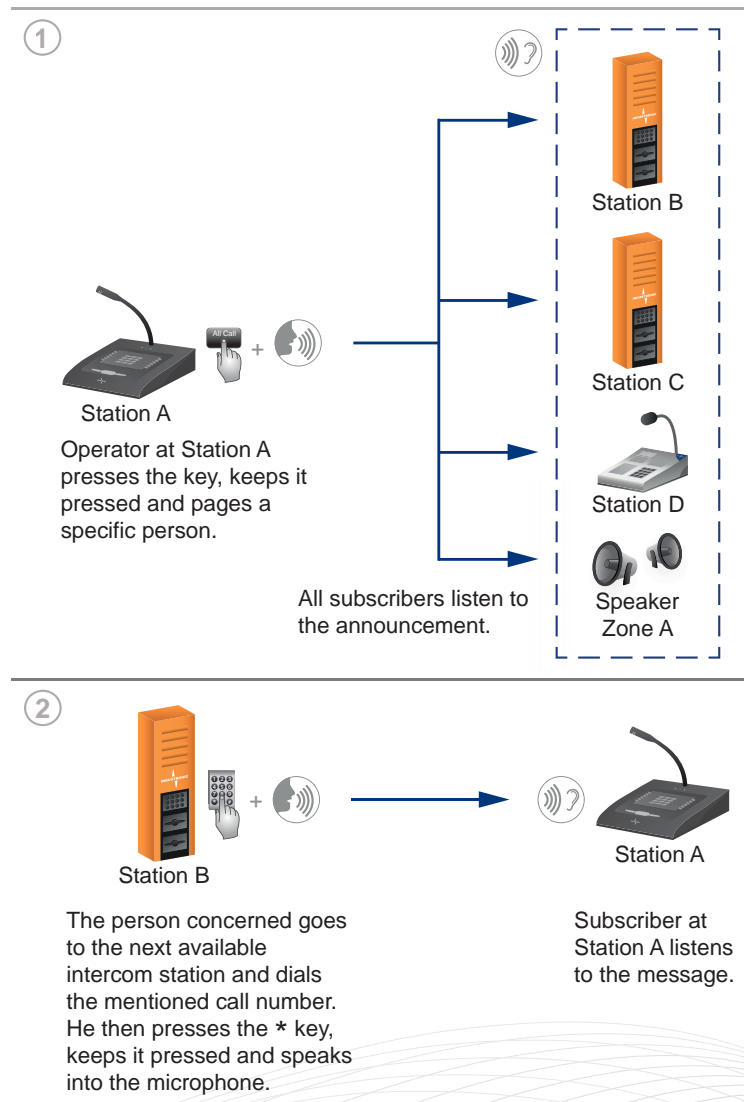 1
Station B
Station C
All Call
+
Station A
Station D
Operator at Station A
presses the key, keeps it
pressed and pages a
specific person.
All subscribers listen to
the announcement.
Speaker
Zone A
2
+
Station B
Station A
The person concerned goes
to the next available
intercom station and dials
the mentioned call number.
He then presses the * key,
keeps it pressed and speaks
into the microphone.
Subscriber at
Station A listens
to the message.